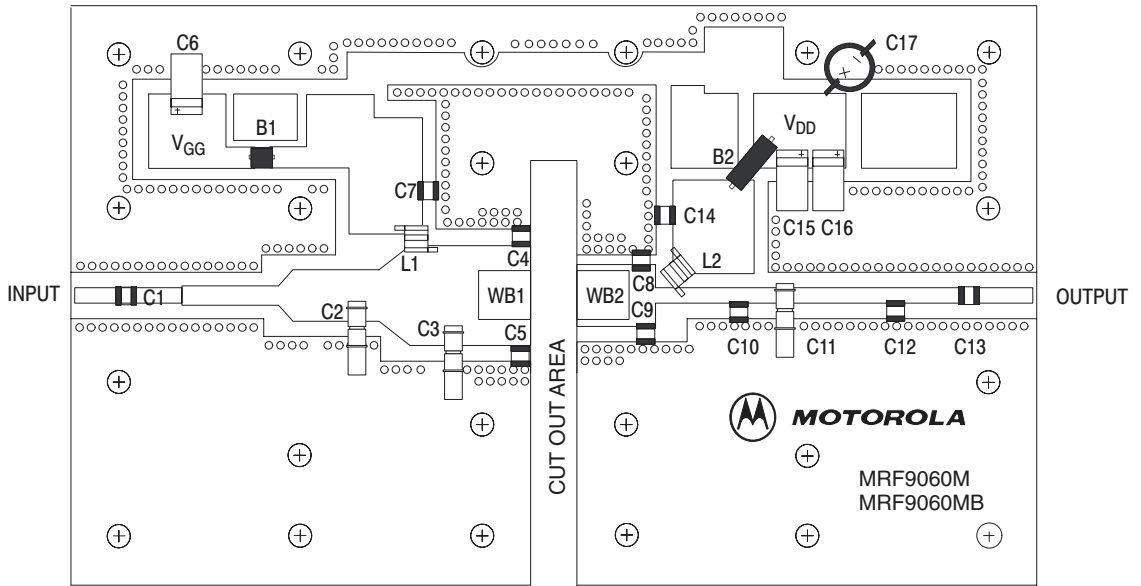 C6
C17
B1
VGG
VDD
B2
C7
C14
C15 C16
C4
L1
C8
L2
INPUT
C1
WB1
WB2
OUTPUT
C2
C3
C5
C9
C10
C11
C12
C13
CUT OUT AREA
MOTOROLA
MRF9060M
MRF9060MB